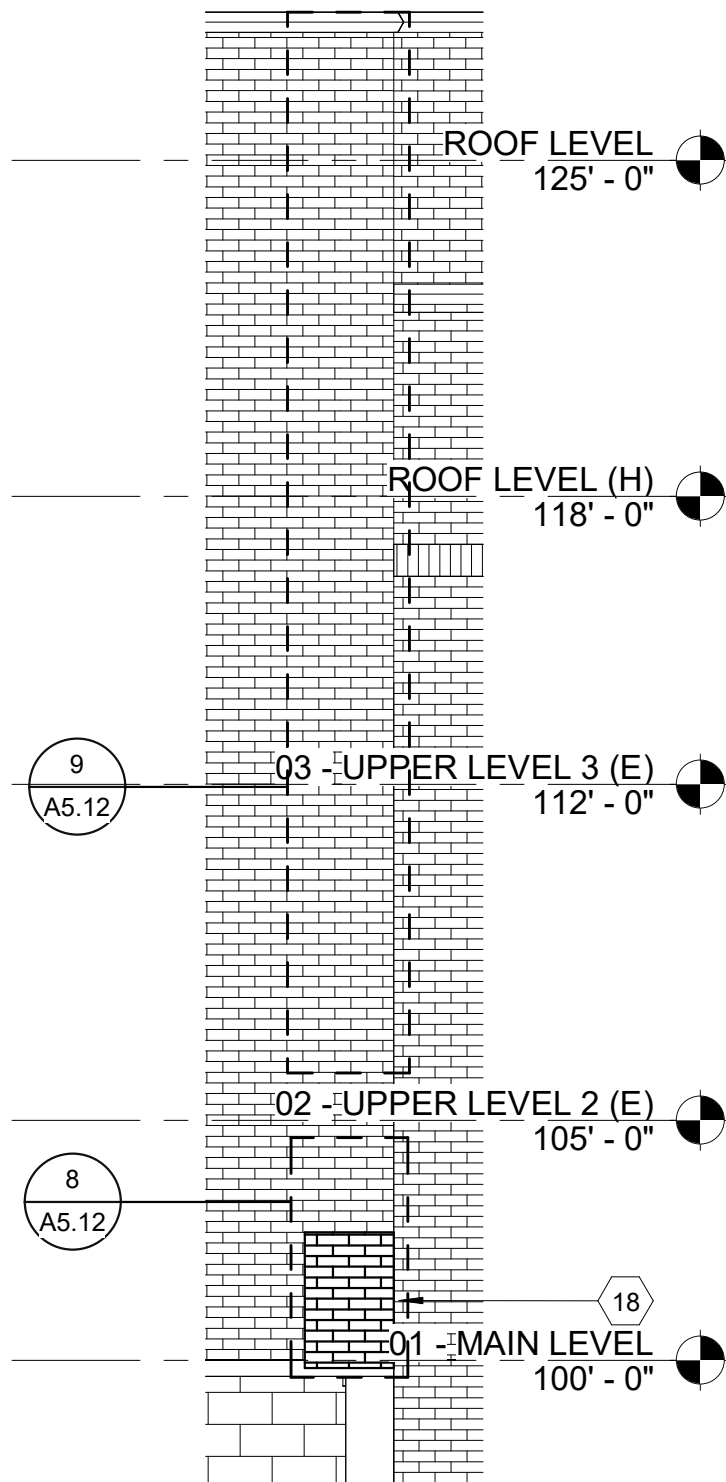 ROOF LEVEL
125' - 0"
ROOF LEVEL (H)
118' - 0"
9
A5.12
03 - UPPER LEVEL 3 (E)
112' - 0"
02 - UPPER LEVEL 2 (E)
105' - 0"
8
A5.12
18
01 - MAIN LEVEL
100' - 0"